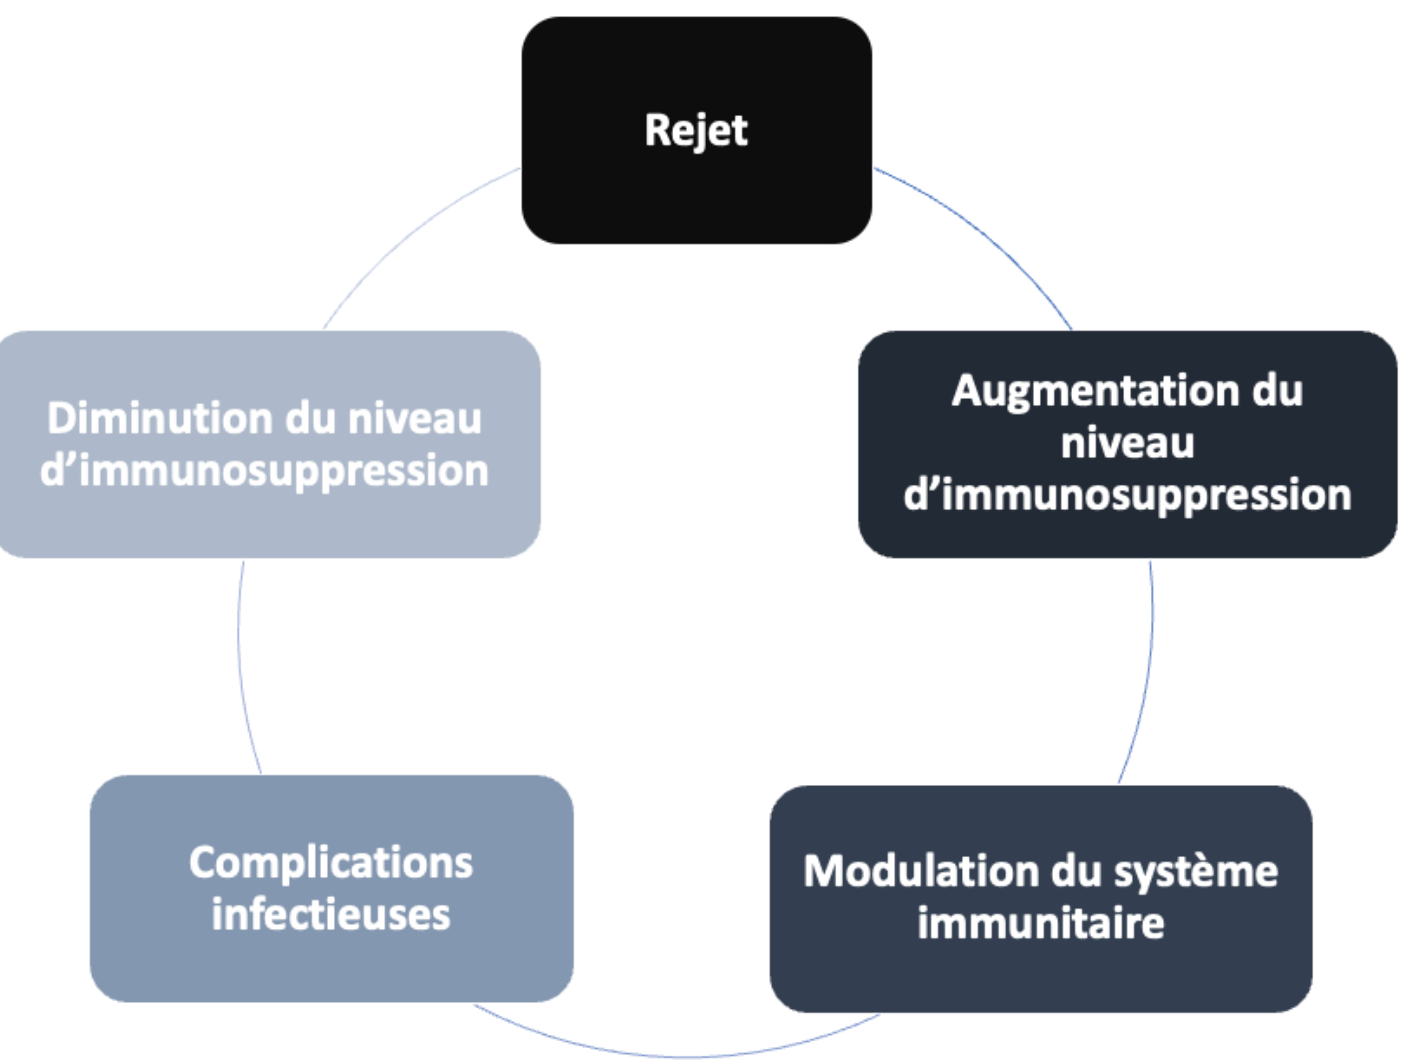 Rejet
Augmentation du
niveau
d’immunosuppression
Modulation du système
immunitaire
Complications
infectieuses
Diminution du niveau
d’immunosuppression